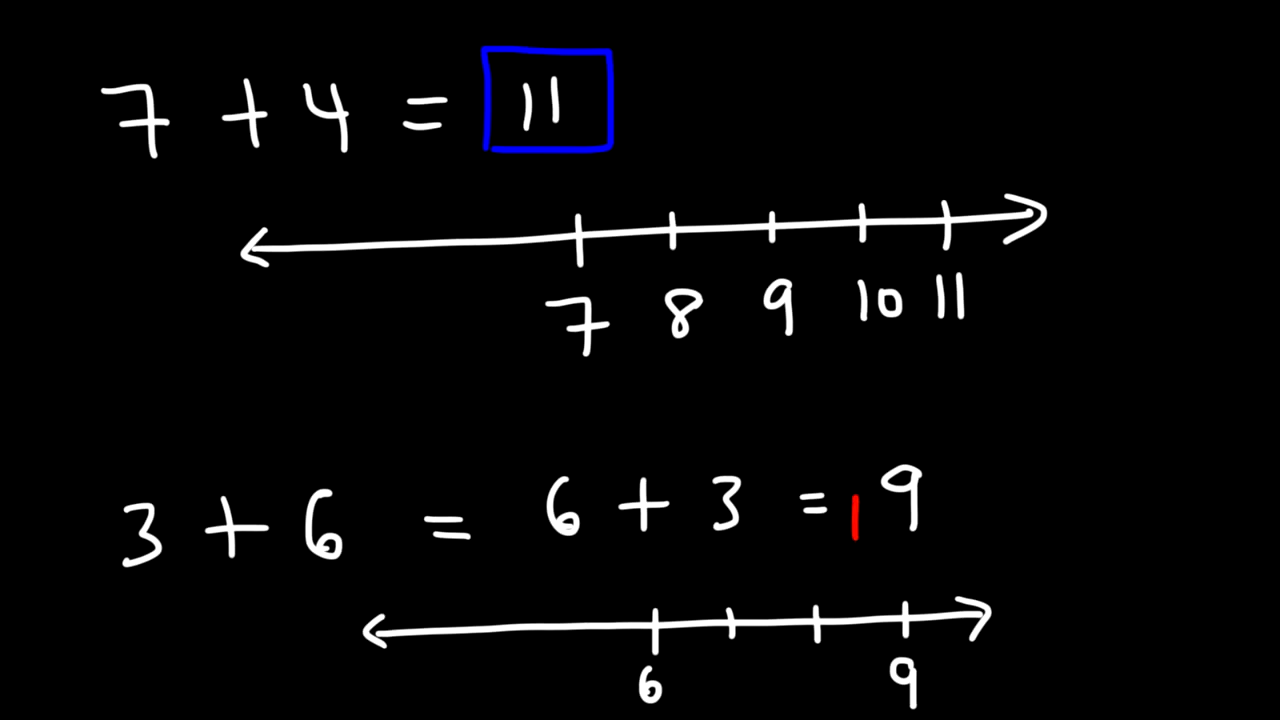 7 + 4 = 11
7 8 9 10 11
3 + 6 = 6 + 3 = 9
6 9